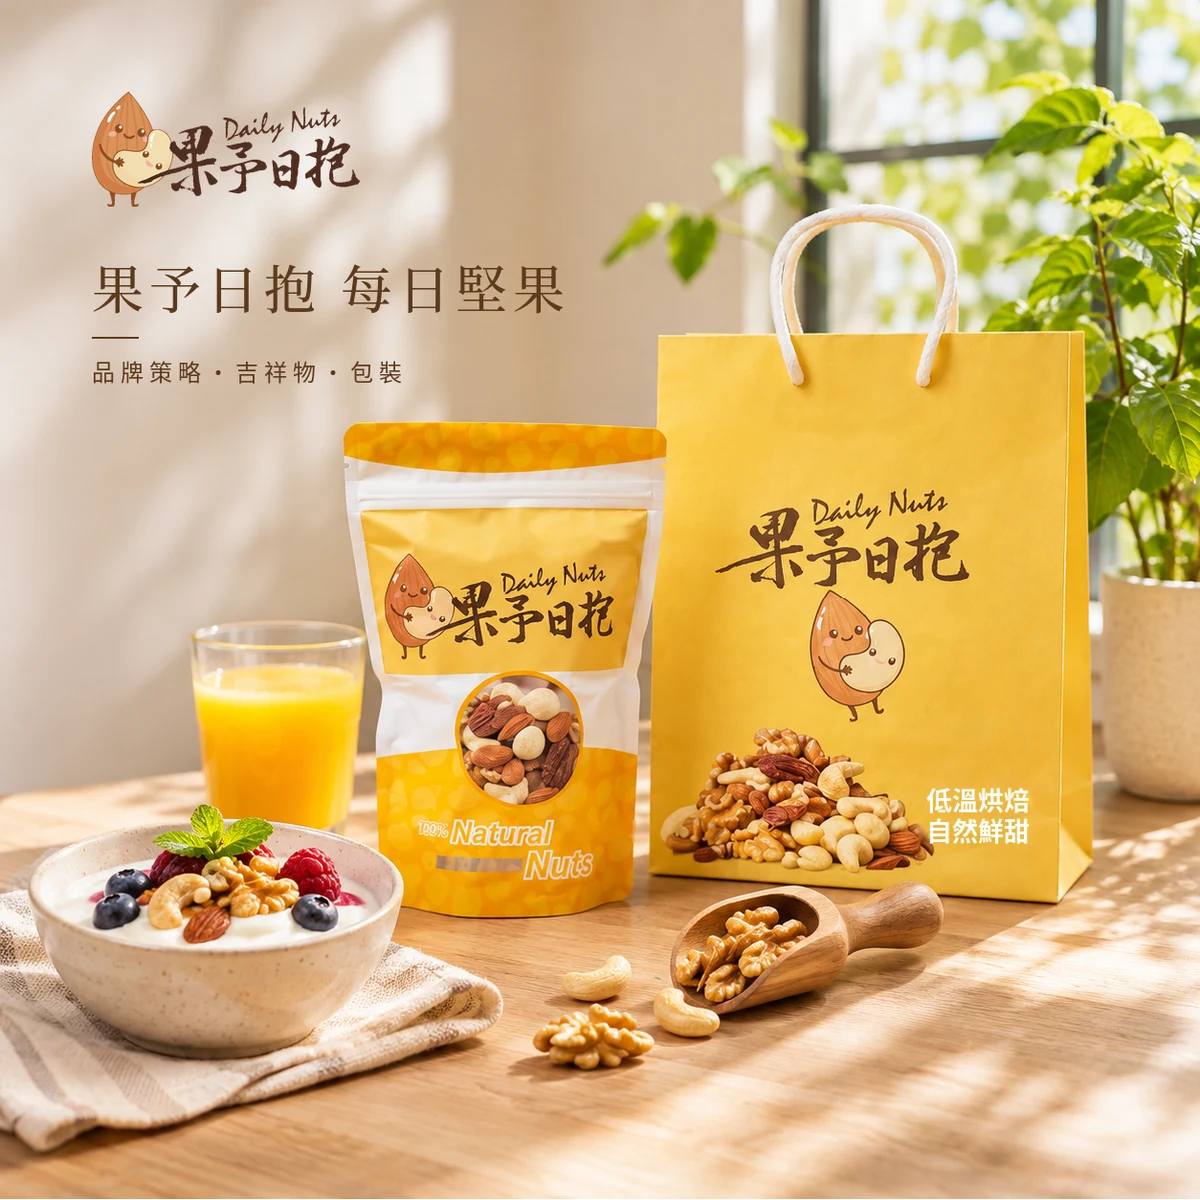 Daily Nuts
果予日抱
果予日抱 每日堅果
品牌策略・吉祥物・包裝
Daily Nuts
果予日抱
100% Natural
Nuts
Daily Nuts
果予日抱
低溫烘焙
自然鮮甜